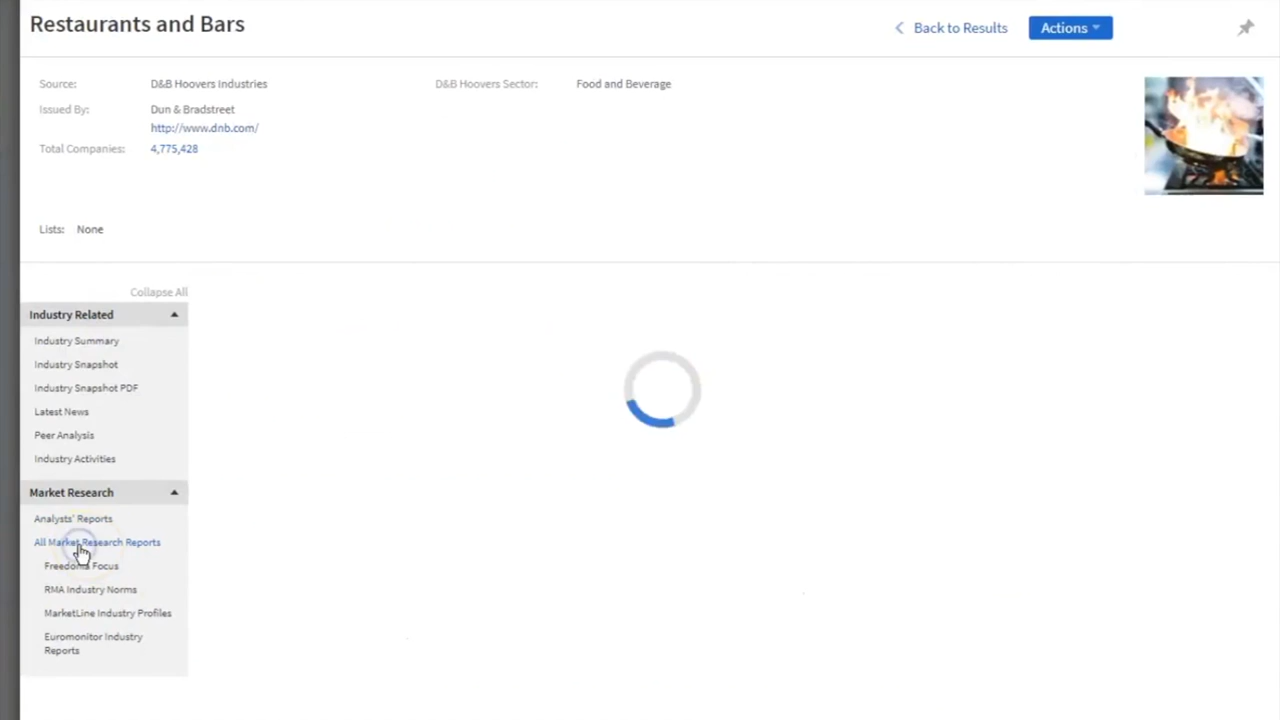 Restaurants and Bars
Back to Results
Actions
Source: D&B Hoovers Industries
D&B Hoovers Sector: Food and Beverage
Issued By: Dun & Bradstreet
http://www.dnb.com/
Total Companies: 4,775,428
Lists: None
Collapse All
Industry Related
Industry Summary
Industry Snapshot
Industry Snapshot PDF
Latest News
Peer Analysis
Industry Activities
Market Research
Analysts' Reports
All Market Research Reports
Freedonia Focus
RMA Industry Norms
MarketLine Industry Profiles
Euromonitor Industry
Reports